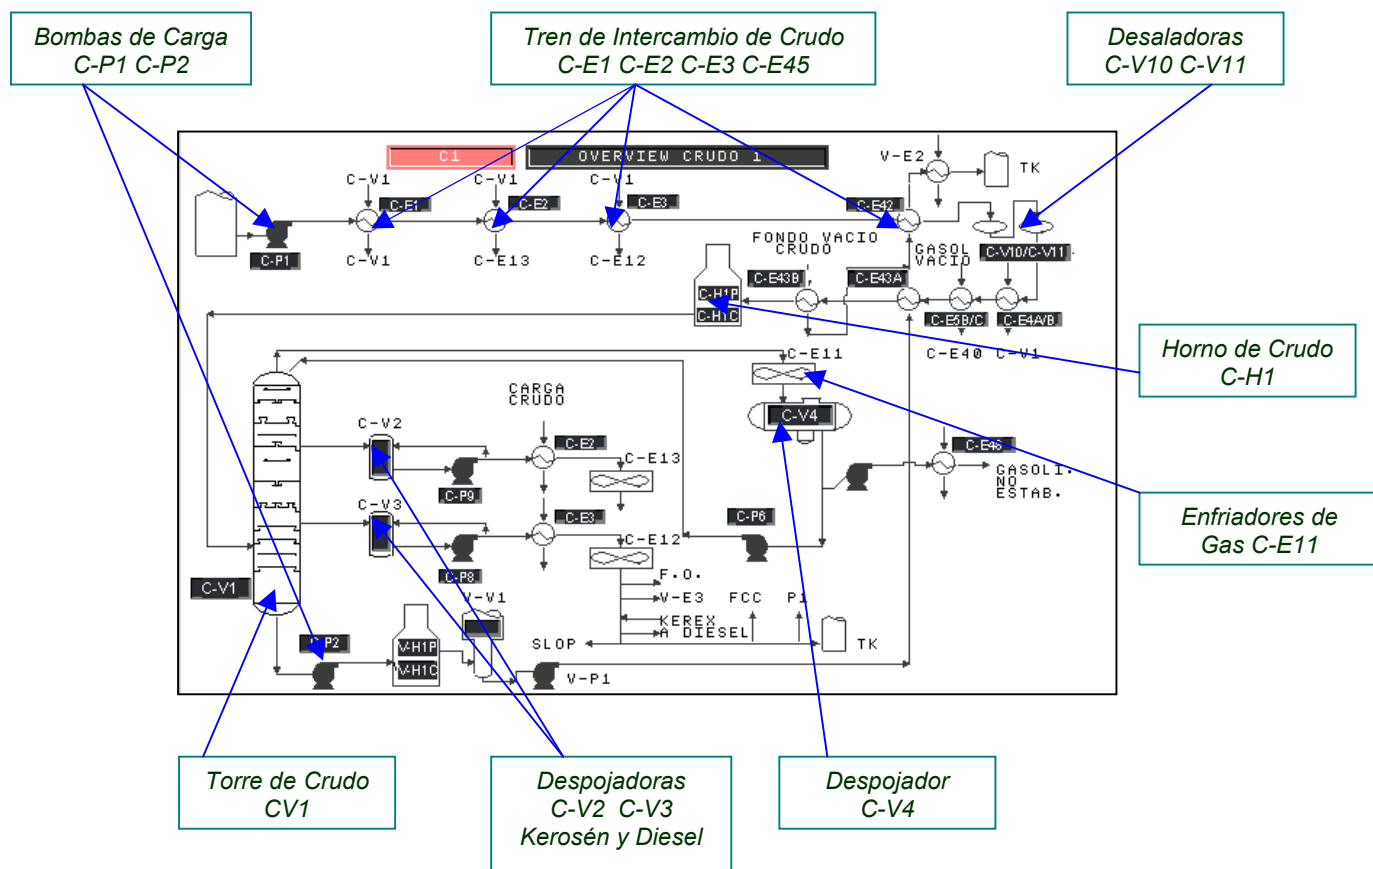 Bombas de Carga
C-P1 C-P2
Tren de Intercambio de Crudo
C-E1 C-E2 C-E3 C-E45
Desaladoras
C-V10 C-V11
C1
OVERVIEW CRUDO 1
V-E2
TK
C-V1
C-V1
C-V1
C-E1
C-E2
C-E3
C-E42
C-P1
C-V1
C-E13
C-E12
FONDO VACIO
CRUDO
GASOL
VACIO
C-V10/C-V11
C-E43B
C-E43A
C-H1P
C-H1C
C-E5B/C
C-E4A/B
C-E40
C-V1
Horno de Crudo
C-H1
C-E11
CARGA
CRUDO
C-V4
C-V2
C-E2
C-E13
C-P9
GASOLI.
NO
ESTAB.
C-V3
C-E3
C-P6
C-E12
C-P8
Enfriadores de
Gas C-E11
C-V1
F.O.
V-V1
V-E3
FCC
P1
KEREX
A DIESEL
C-P2
V-H1P
V-H1C
SLOP
TK
V-P1
Torre de Crudo
CV1
Despojadoras
C-V2 C-V3
Kerosén y Diesel
Despojador
C-V4